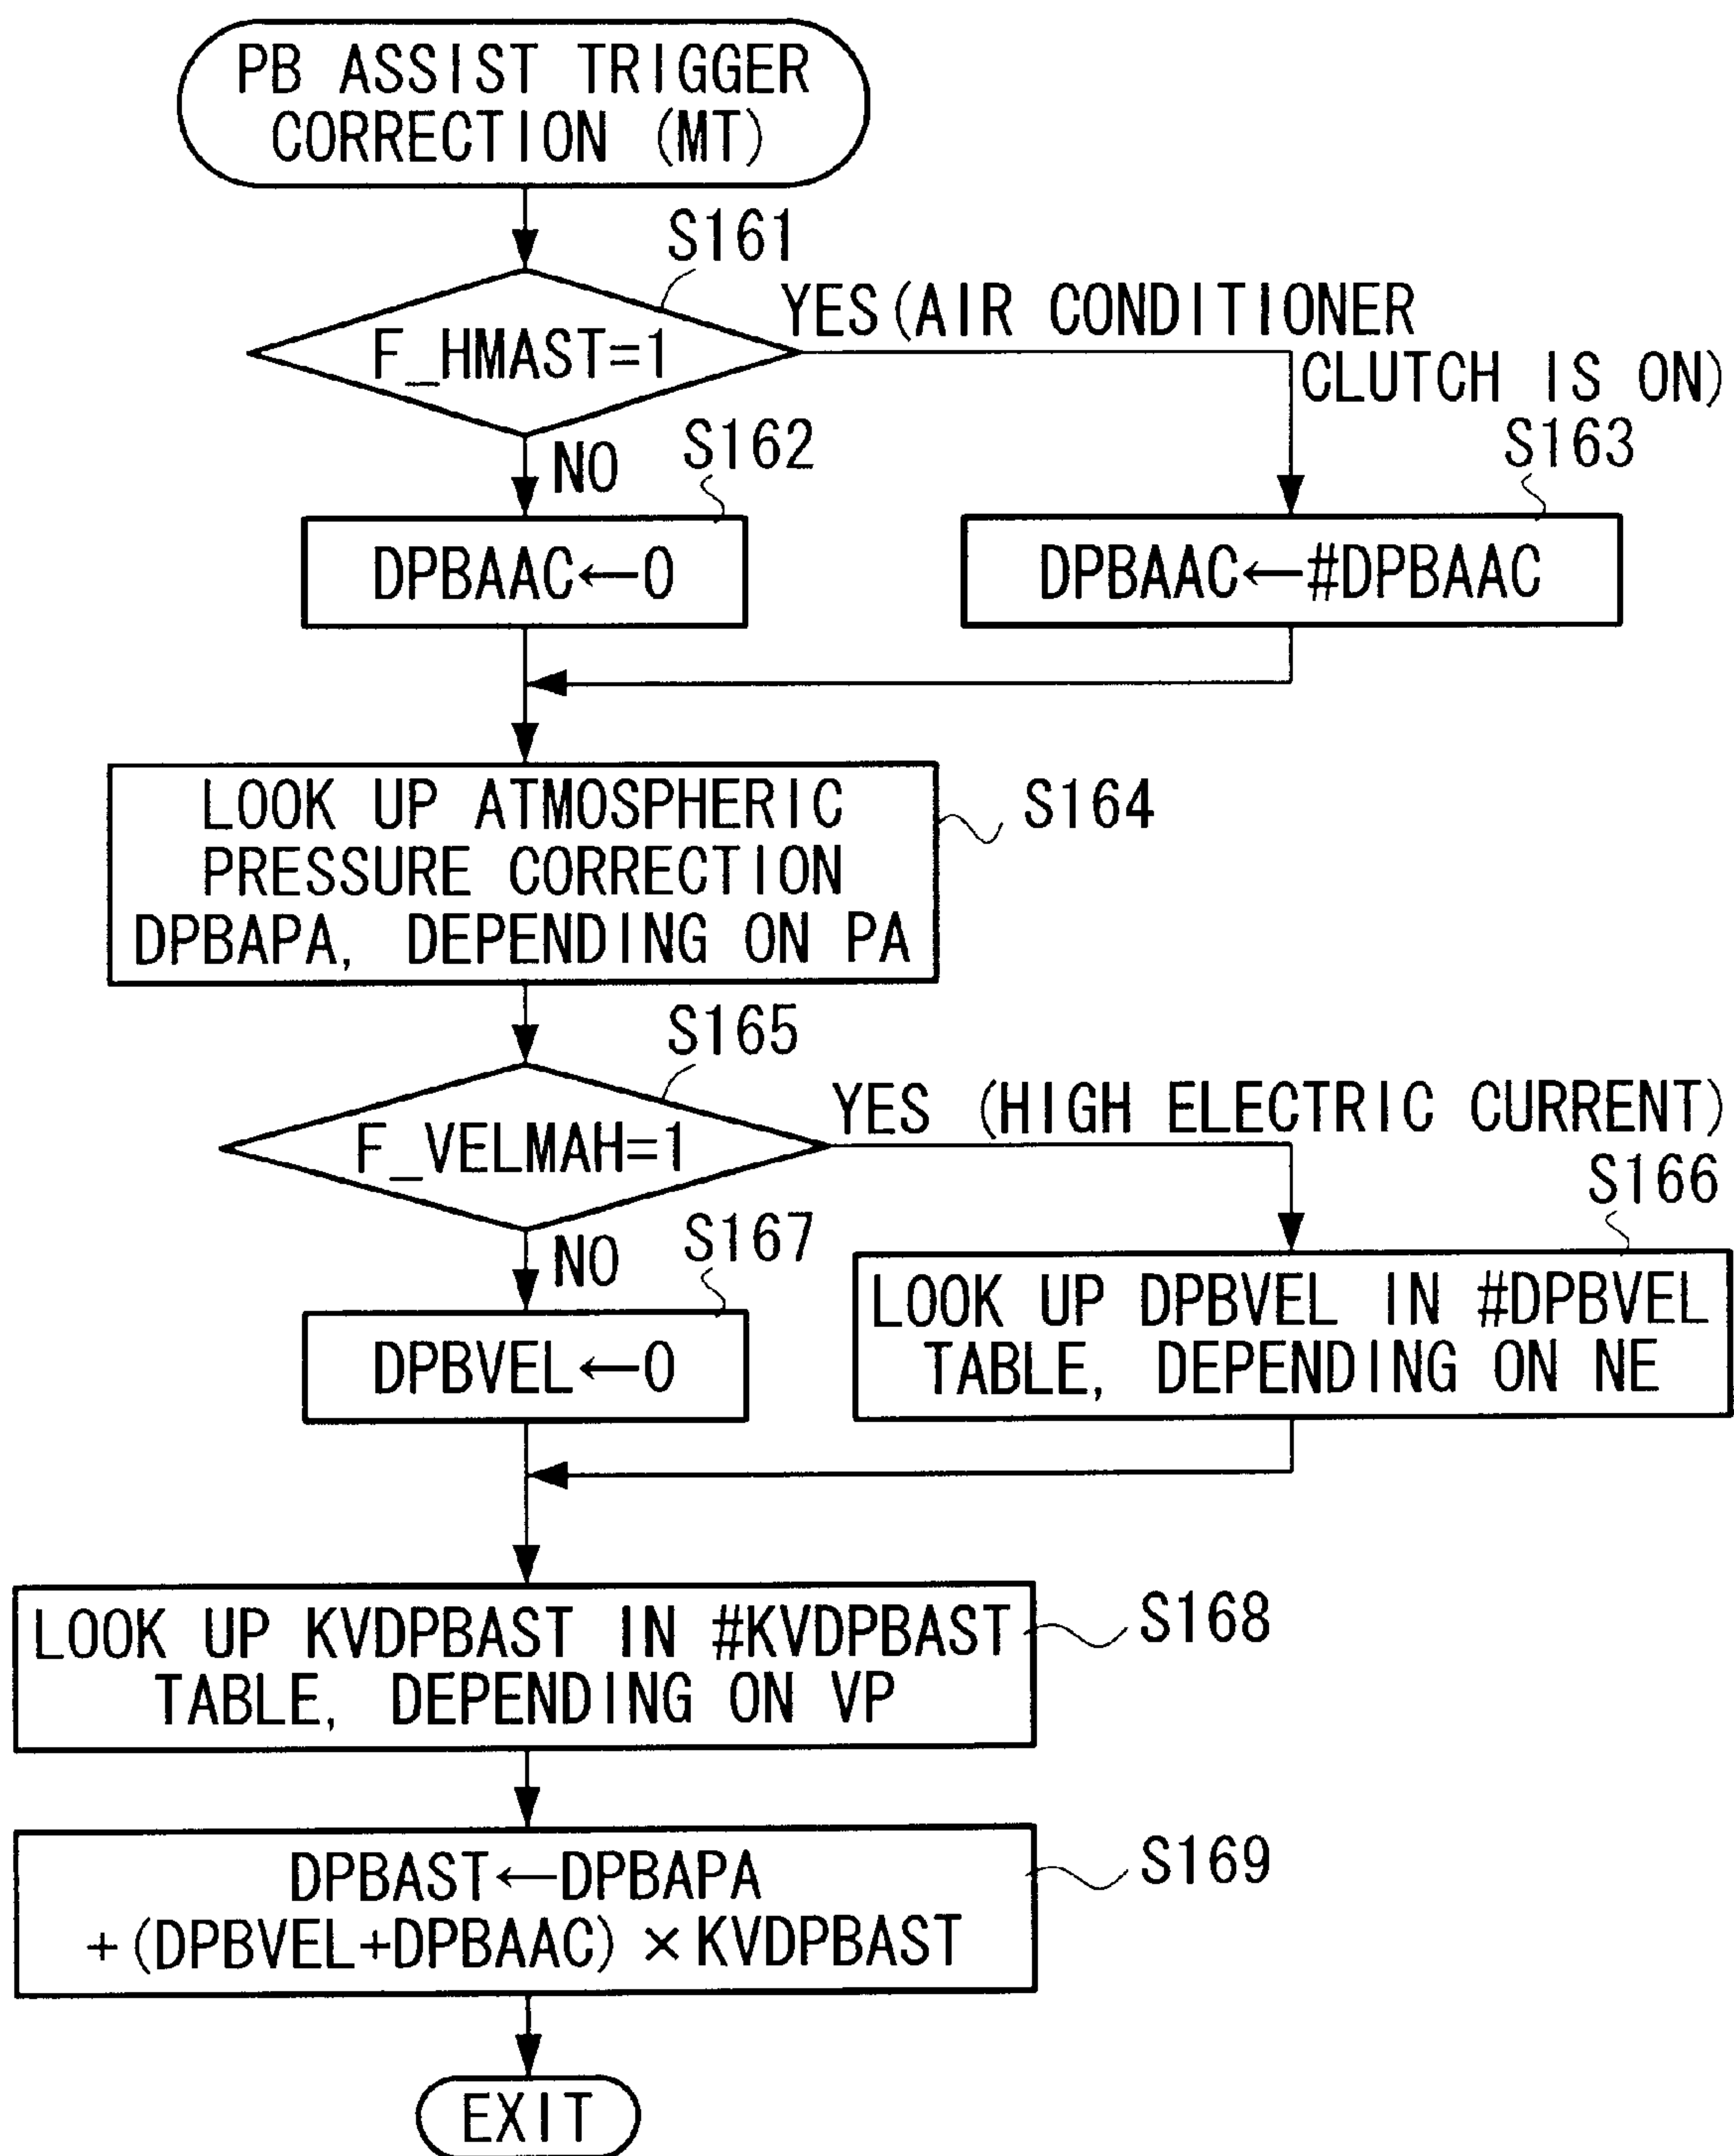 PB ASSIST TRIGGER
CORRECTION (MT)
S161
F_HMAST=1
YES(AIR CONDITIONER
CLUTCH IS ON)
NO
S162
S163
DPBAAC←0
DPBAAC←#DPBAAC
LOOK UP ATMOSPHERIC
PRESSURE CORRECTION
DPBAPA, DEPENDING ON PA
S164
S165
F_VELMAH=1
YES (HIGH ELECTRIC CURRENT)
NO
S167
S166
DPBVEL←0
LOOK UP DPBVEL IN #DPBVEL
TABLE, DEPENDING ON NE
LOOK UP KVDPBAST IN #KVDPBAST
TABLE, DEPENDING ON VP
S168
DPBAST←DPBAPA
+(DPBVEL+DPBAAC)×KVDPBAST
S169
EXIT